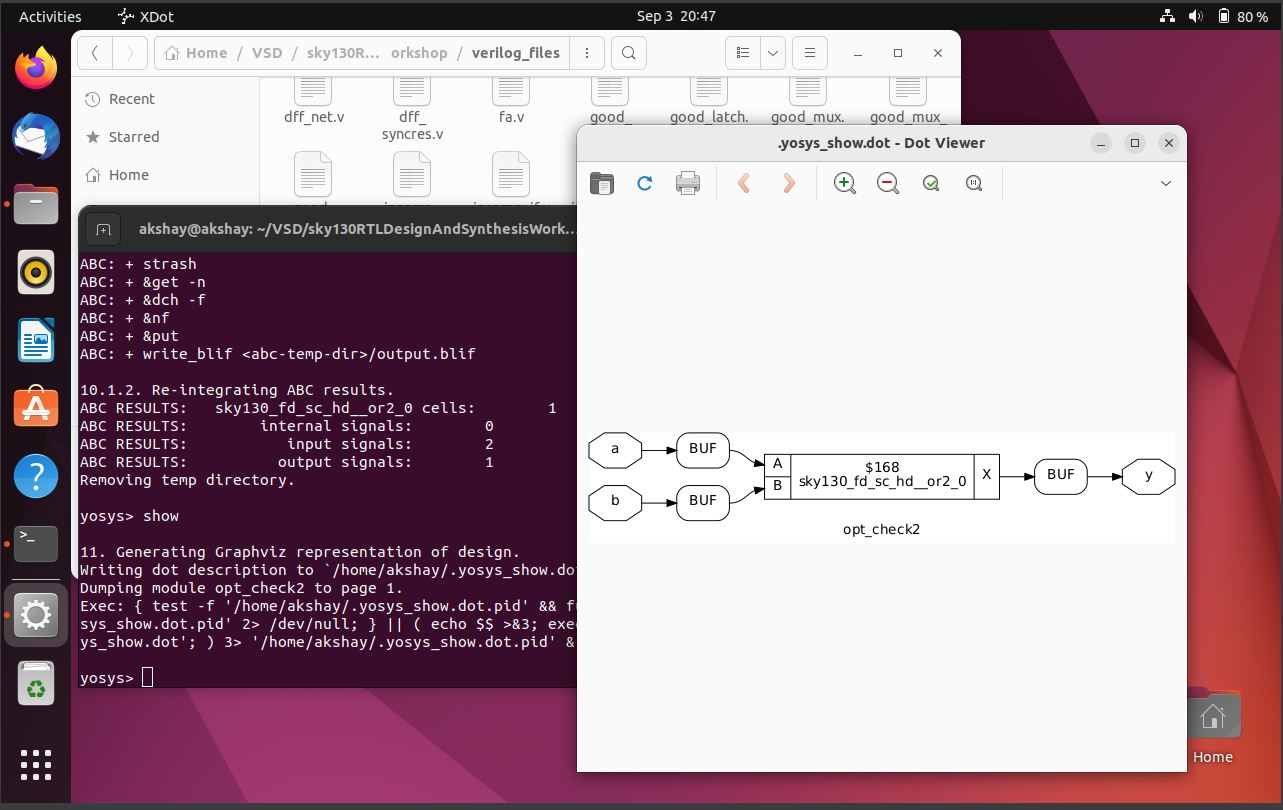 Activities
XDot
Sep 3 20:47
80 %
Home / VSD / sky130R... orkshop / verilog_files
Recent
Starred
Home
dff_net.v
dff_
syncres.v
fa.v
good_
good_latch.
good_mux.
good_mux_
.yosys_show.dot - Dot Viewer
akshay@akshay: ~/VSD/sky130RTLDesignAndSynthesisWork...
ABC: + strash
ABC: + &get -n
ABC: + &dch -f
ABC: + &nf
ABC: + &put
ABC: + write_blif <abc-temp-dir>/output.blif
10.1.2. Re-integrating ABC results.
ABC RESULTS:   sky130_fd_sc_hd__or2_0 cells:        1
ABC RESULTS:        internal signals:        0
ABC RESULTS:           input signals:        2
ABC RESULTS:          output signals:        1
Removing temp directory.
yosys> show
11. Generating Graphviz representation of design.
Writing dot description to `/home/akshay/.yosys_show.do
Dumping module opt_check2 to page 1.
Exec: { test -f '/home/akshay/.yosys_show.dot.pid' && fu
sys_show.dot.pid' 2> /dev/null; } || ( echo $$ >&3; exe
ys_show.dot'; ) 3> '/home/akshay/.yosys_show.dot.pid' &
yosys>
a
BUF
b
BUF
A
B
$168
sky130_fd_sc_hd__or2_0
X
BUF
y
opt_check2
Home